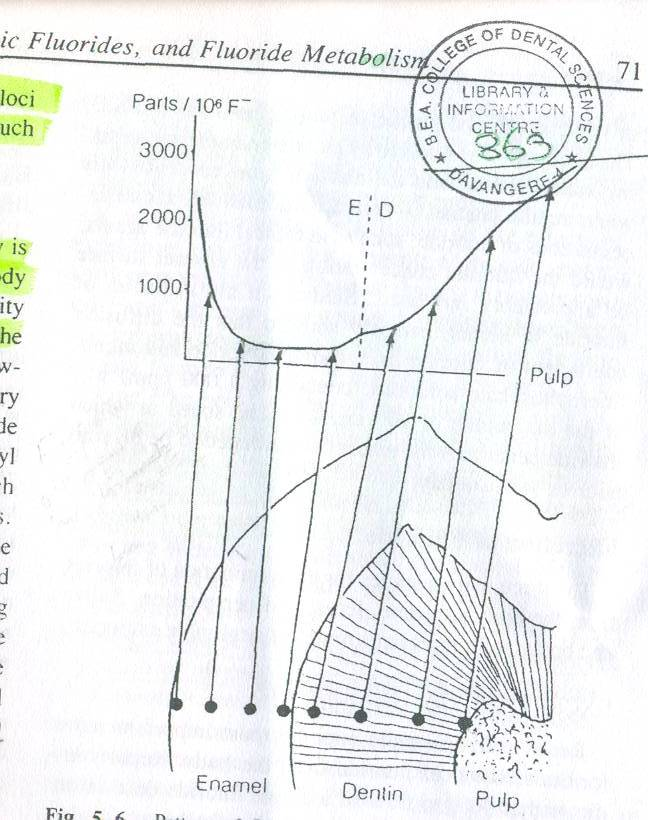 ic Fluorides, and Fluoride Metabolism
71
B.E.A. COLLEGE OF DENTAL SCIENCES
LIBRARY &
INFORMATION
CENTRE
863
★ DAVANGERE-4 ★
loci
uch
y is
ody
ity
he
w-
ry
de
yl
h
s.
e
d
g
e
e
Parts / 10⁶ F⁻
3000
2000
1000
E D
Pulp
Enamel
Dentin
Pulp
Fig. 5.6